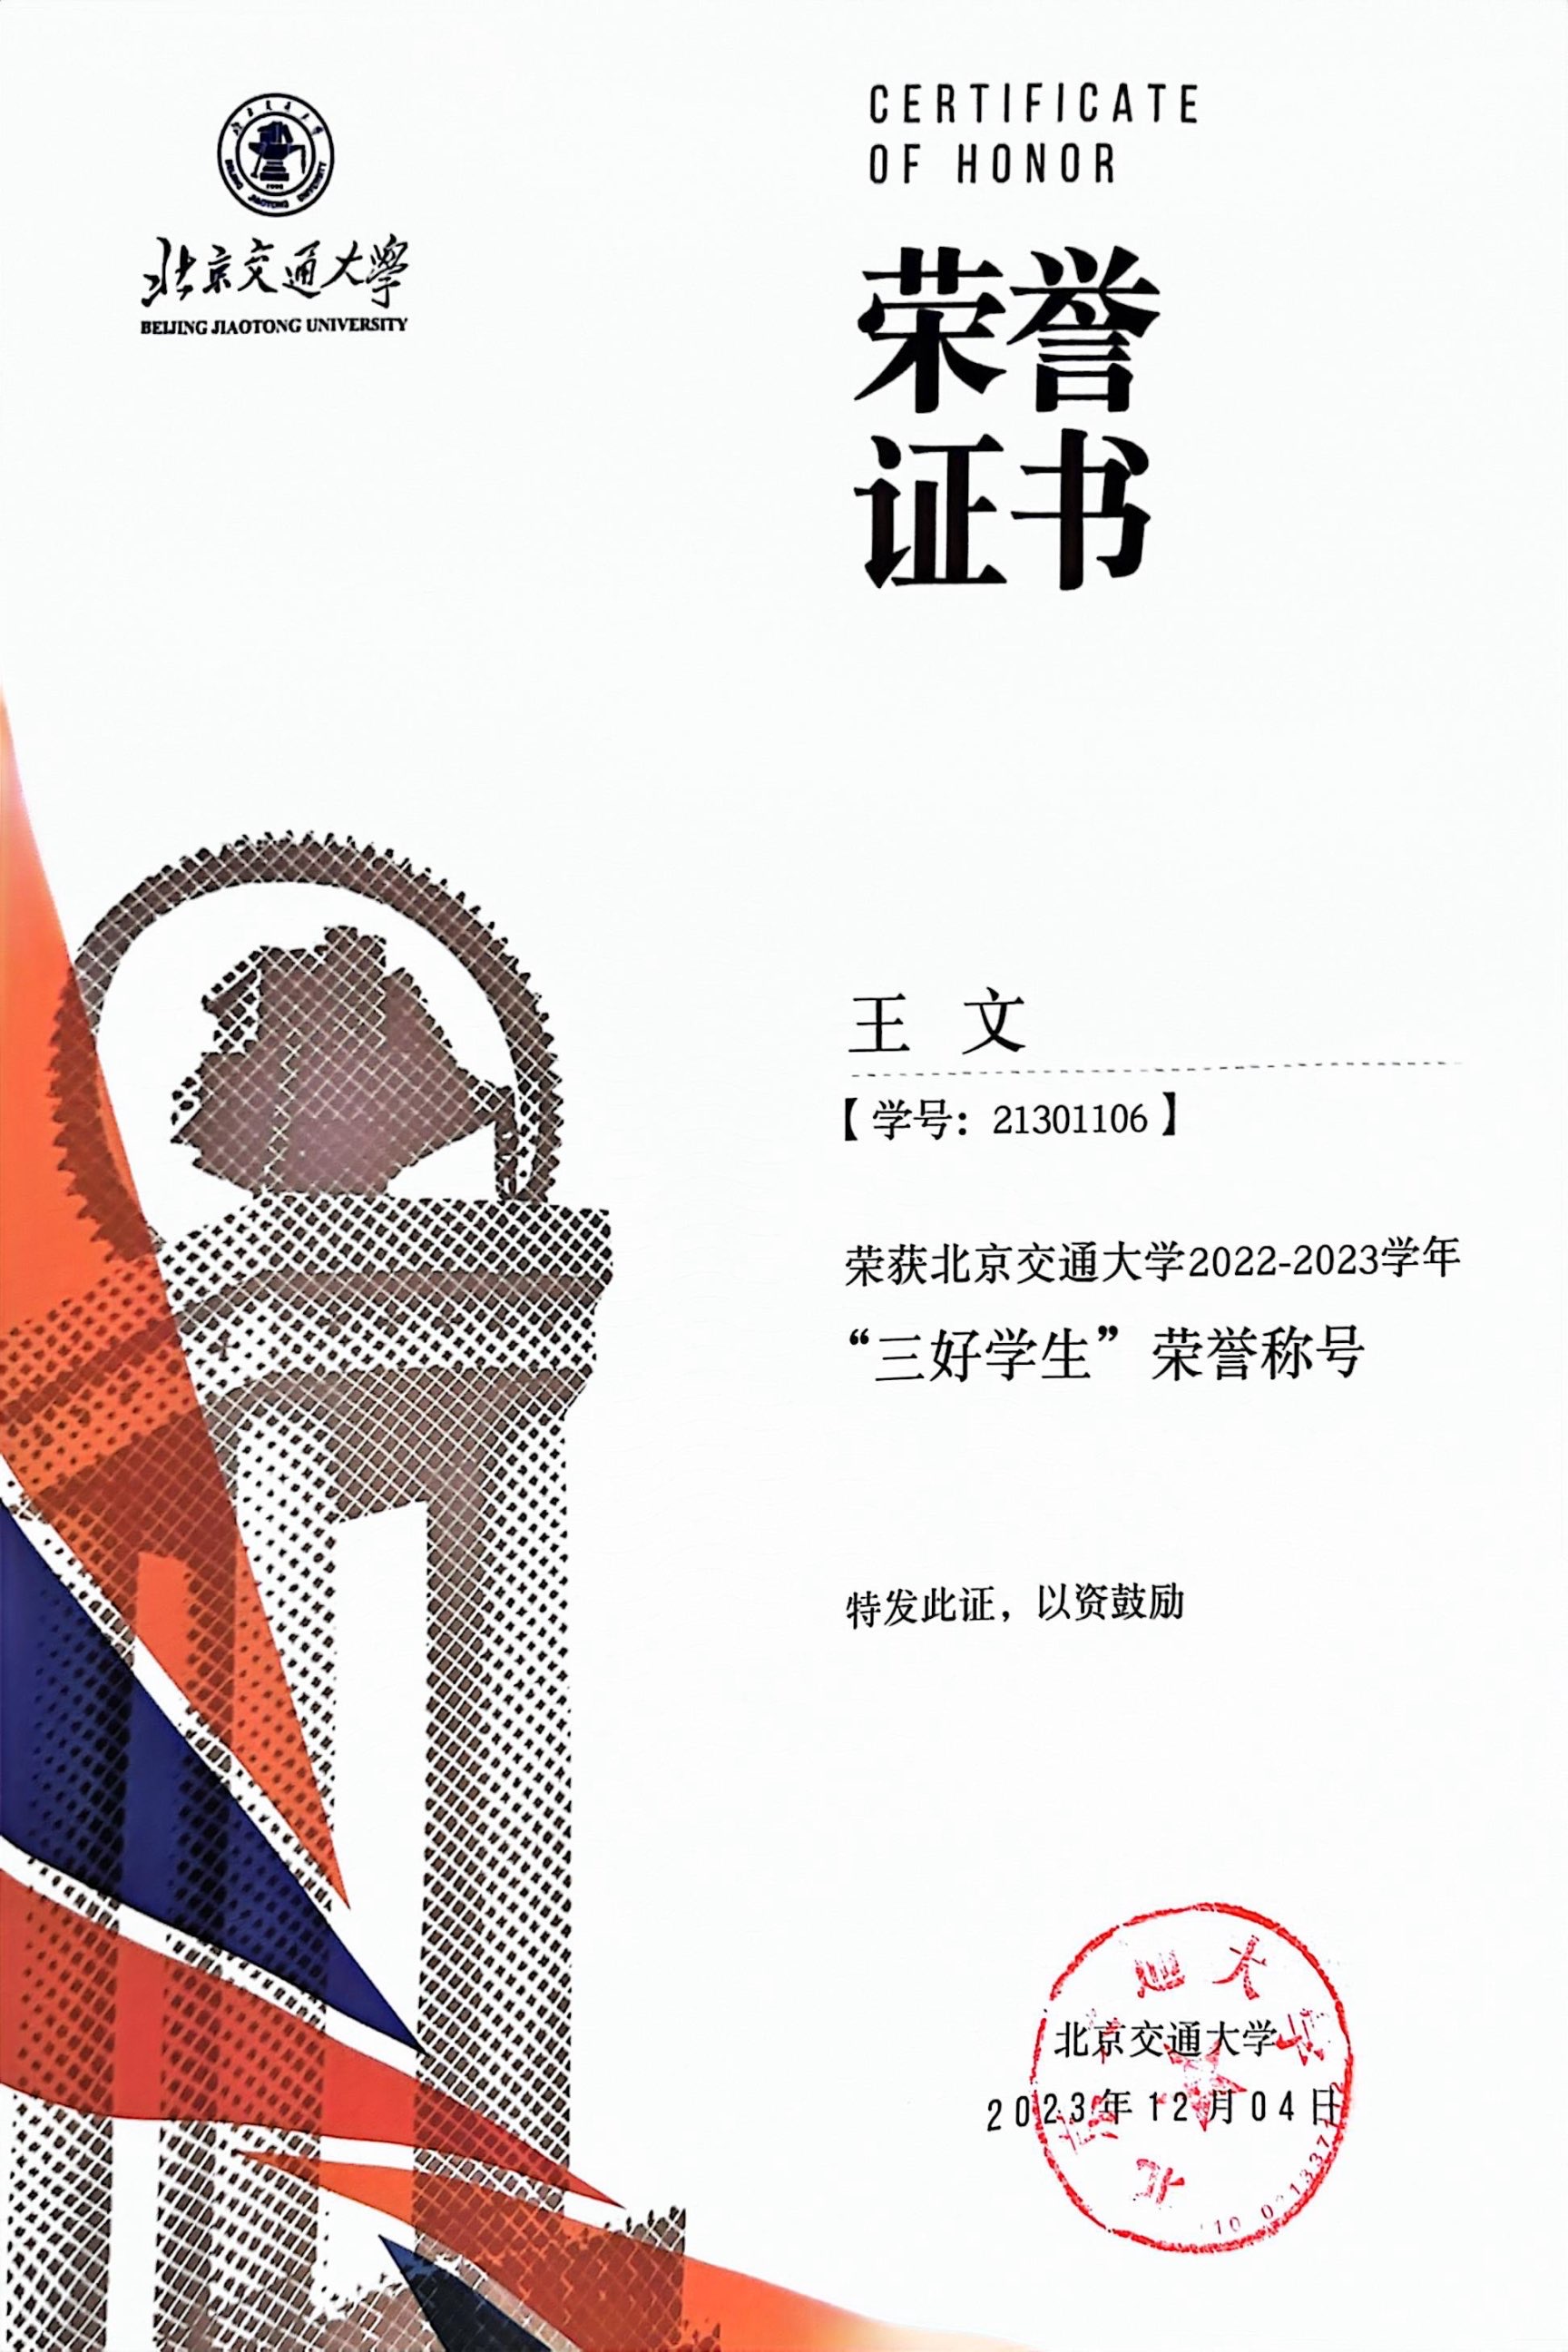 北京交通大學
BEIJING JIAOTONG UNIVERSITY
CERTIFICATE
OF HONOR
荣誉
证书
王 文
【学号：21301106】
荣获北京交通大学2022-2023学年
“三好学生”荣誉称号
特发此证，以资鼓励
北京交通大学
2023年12月04日